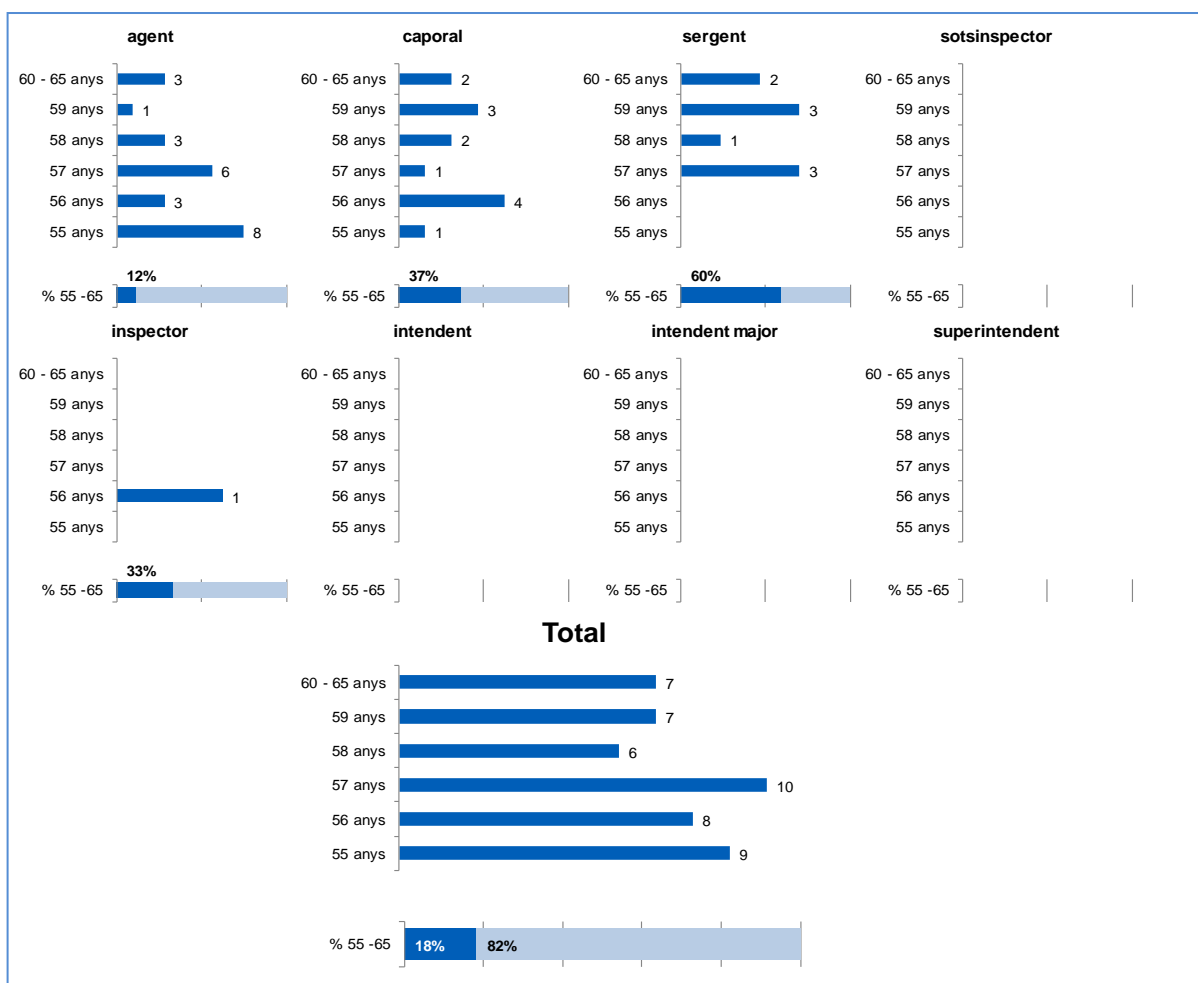 agent
60 - 65 anys 3
59 anys 1
58 anys 3
57 anys 6
56 anys 3
55 anys 8
12%
% 55 -65
caporal
60 - 65 anys 2
59 anys 3
58 anys 2
57 anys 1
56 anys 4
55 anys 1
37%
% 55 -65
sergent
60 - 65 anys 2
59 anys 3
58 anys 1
57 anys 3
56 anys
55 anys
60%
% 55 -65
sotsinspector
60 - 65 anys
59 anys
58 anys
57 anys
56 anys
55 anys
% 55 -65
inspector
60 - 65 anys
59 anys
58 anys
57 anys
56 anys 1
55 anys
33%
% 55 -65
intendent
60 - 65 anys
59 anys
58 anys
57 anys
56 anys
55 anys
% 55 -65
intendent major
60 - 65 anys
59 anys
58 anys
57 anys
56 anys
55 anys
% 55 -65
superintendent
60 - 65 anys
59 anys
58 anys
57 anys
56 anys
55 anys
% 55 -65
Total
60 - 65 anys 7
59 anys 7
58 anys 6
57 anys 10
56 anys 8
55 anys 9
% 55 -65 18% 82%